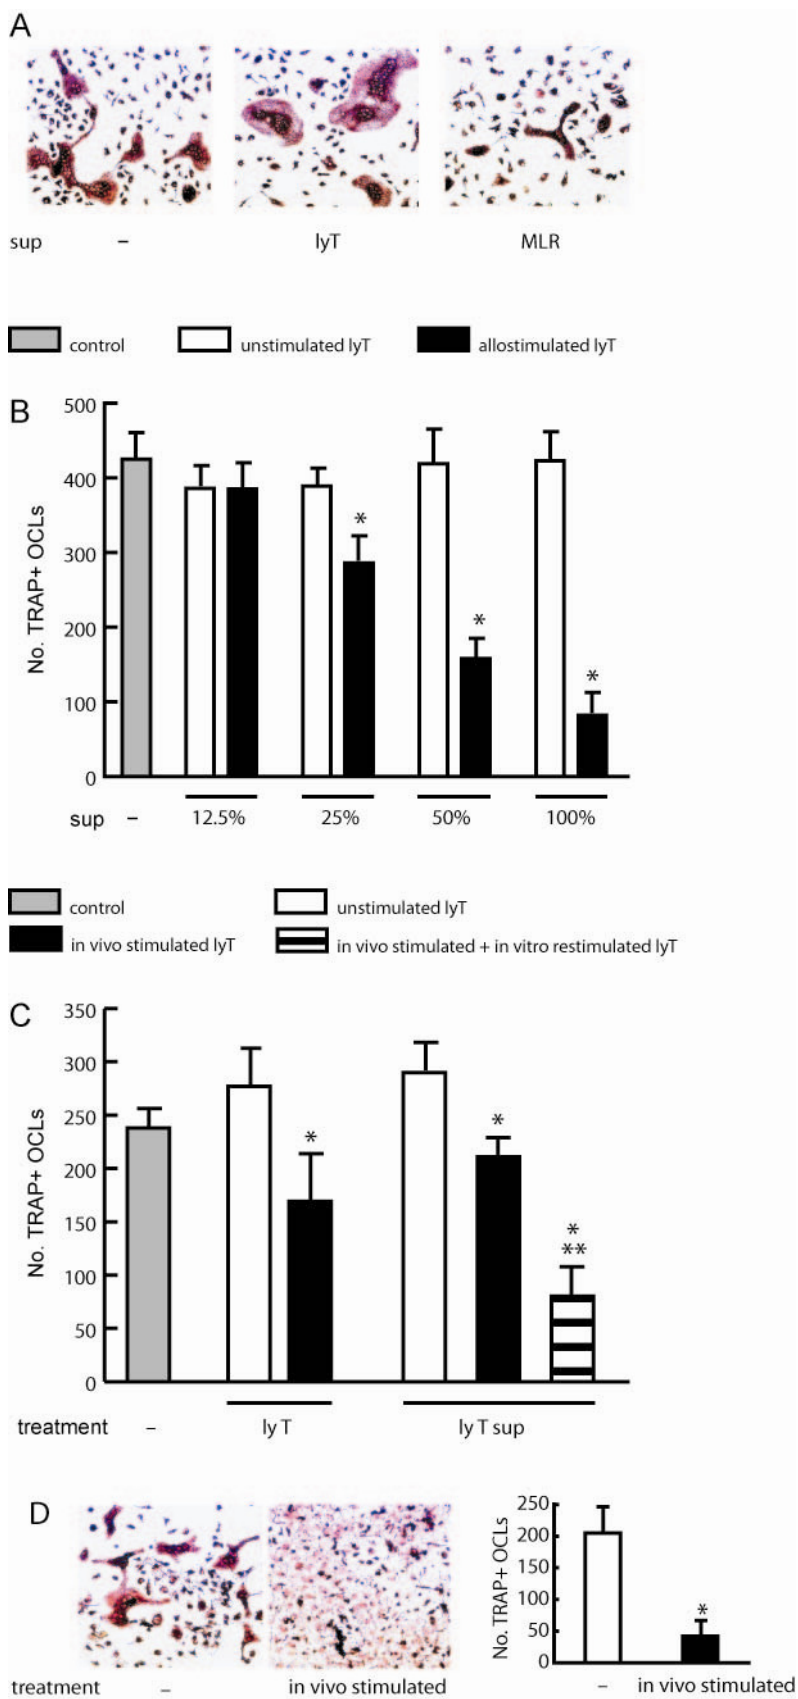 A
sup – lyT MLR
control unstimulated lyT allostimulated lyT
B
No. TRAP+ OCLs
500
400
300
200
100
0
*
*
*
sup – 12.5% 25% 50% 100%
control unstimulated lyT
in vivo stimulated lyT in vivo stimulated + in vitro restimulated lyT
C
No. TRAP+ OCLs
350
300
250
200
150
100
50
0
*
*
*
**
treatment – ly T ly T sup
D
No. TRAP+ OCLs
250
200
150
100
50
0
*
treatment – in vivo stimulated – in vivo stimulated